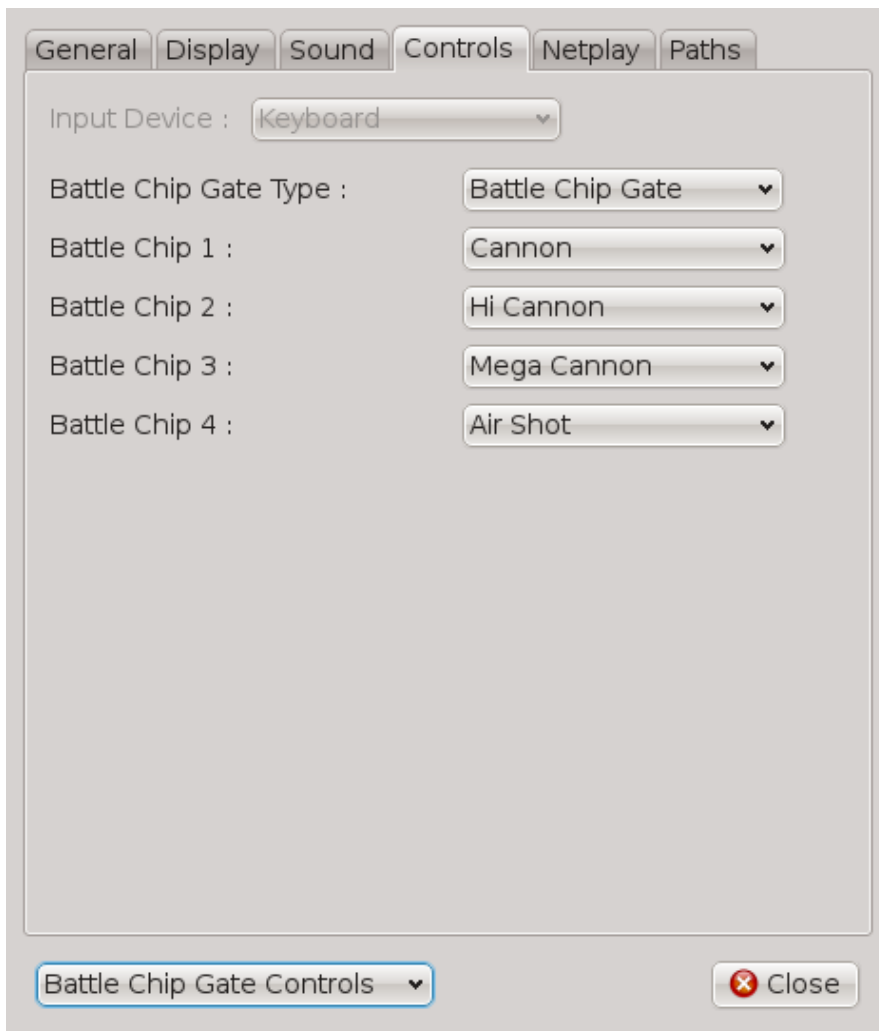 General Display Sound Controls Netplay Paths
Input Device : Keyboard
Battle Chip Gate Type : Battle Chip Gate
Battle Chip 1 : Cannon
Battle Chip 2 : Hi Cannon
Battle Chip 3 : Mega Cannon
Battle Chip 4 : Air Shot
Battle Chip Gate Controls Close